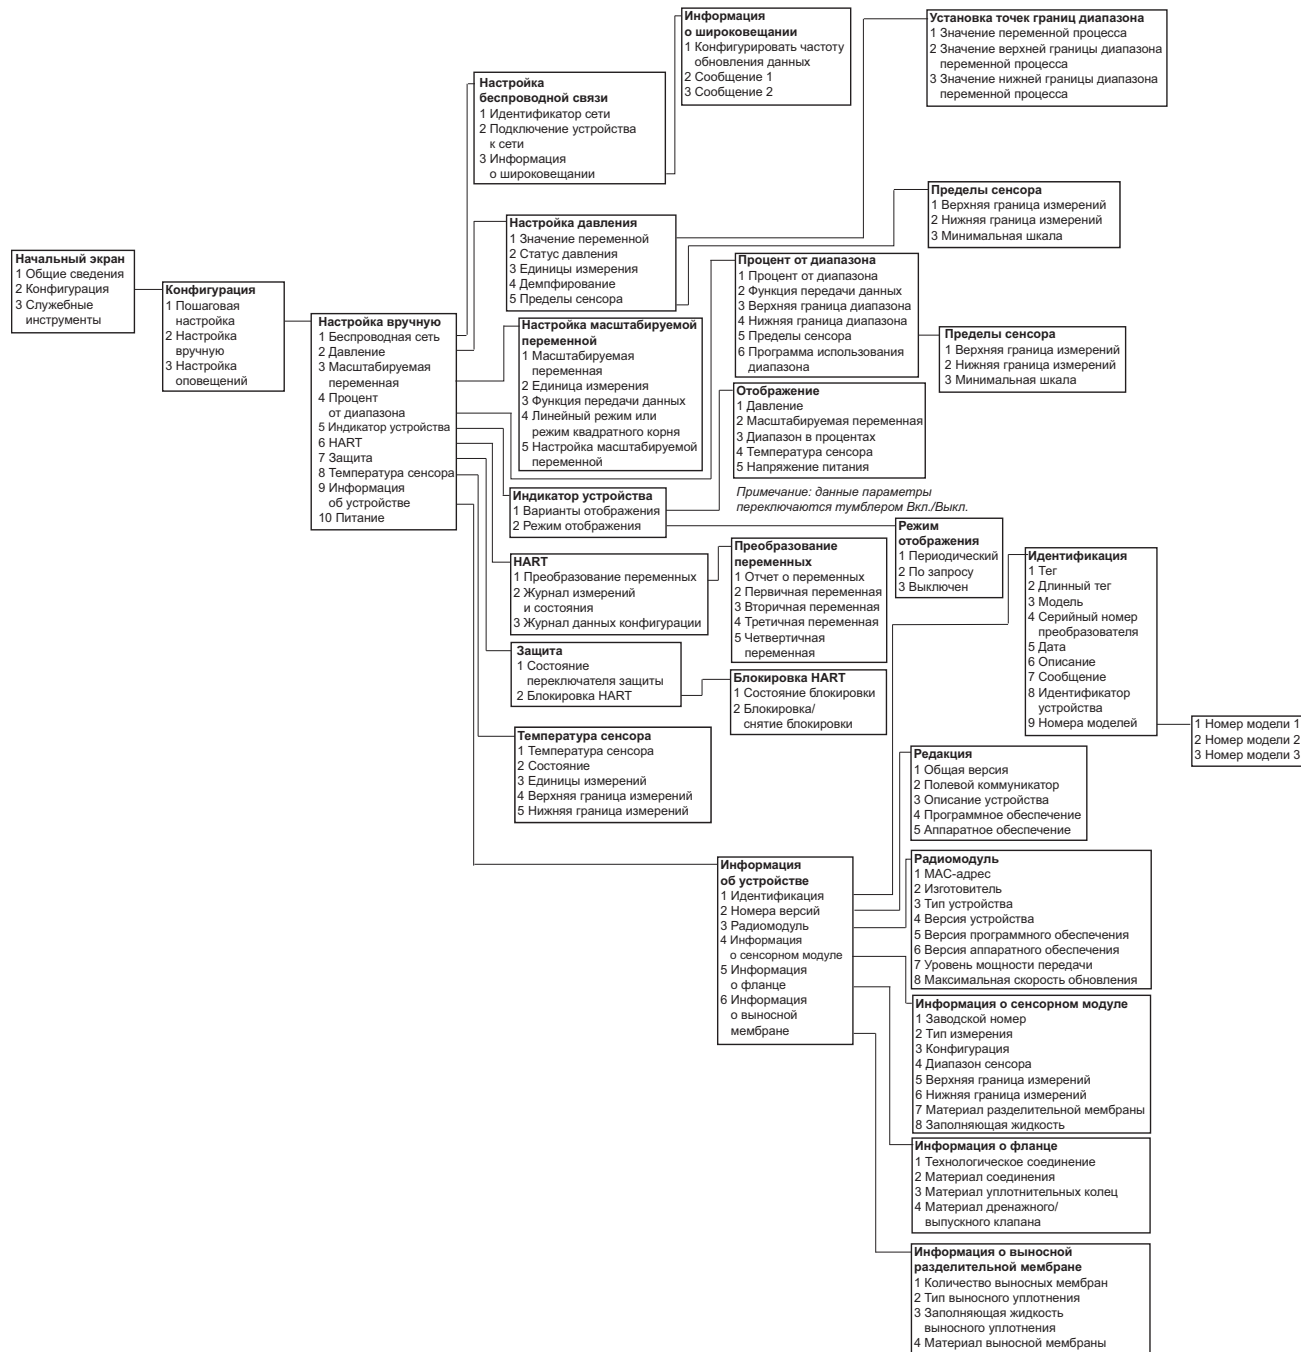 Начальный экран
1 Общие сведения
2 Конфигурация
3 Служебные
инструменты
Конфигурация
1 Пошаговая
настройка
2 Настройка
вручную
3 Настройка
оповещений
Настройка вручную
1 Беспроводная сеть
2 Давление
3 Масштабируемая
переменная
4 Процент
от диапазона
5 Индикатор устройства
6 HART
7 Защита
8 Температура сенсора
9 Информация
об устройстве
10 Питание
Настройка
беспроводной связи
1 Идентификатор сети
2 Подключение устройства
к сети
3 Информация
о широковещании
Информация
о широковещании
1 Конфигурировать частоту
обновления данных
2 Сообщение 1
3 Сообщение 2
Установка точек границ диапазона
1 Значение переменной процесса
2 Значение верхней границы диапазона
переменной процесса
3 Значение нижней границы диапазона
переменной процесса
Настройка давления
1 Значение переменной
2 Статус давления
3 Единицы измерения
4 Демпфирование
5 Пределы сенсора
Пределы сенсора
1 Верхняя граница измерений
2 Нижняя граница измерений
3 Минимальная шкала
Настройка масштабируемой
переменной
1 Масштабируемая
переменная
2 Единица измерения
3 Функция передачи данных
4 Линейный режим или
режим квадратного корня
5 Настройка масштабируемой
переменной
Процент от диапазона
1 Процент от диапазона
2 Функция передачи данных
3 Верхняя граница диапазона
4 Нижняя граница диапазона
5 Пределы сенсора
6 Программа использования
диапазона
Пределы сенсора
1 Верхняя граница измерений
2 Нижняя граница измерений
3 Минимальная шкала
Отображение
1 Давление
2 Масштабируемая переменная
3 Диапазон в процентах
4 Температура сенсора
5 Напряжение питания
Примечание: данные параметры
переключаются тумблером Вкл./Выкл.
Индикатор устройства
1 Варианты отображения
2 Режим отображения
Режим
отображения
1 Периодический
2 По запросу
3 Выключен
HART
1 Преобразование переменных
2 Журнал измерений
и состояния
3 Журнал данных конфигурации
Преобразование
переменных
1 Отчет о переменных
2 Первичная переменная
3 Вторичная переменная
4 Третичная переменная
5 Четвертичная
переменная
Защита
1 Состояние
переключателя защиты
2 Блокировка HART
Блокировка HART
1 Состояние блокировки
2 Блокировка/
снятие блокировки
Температура сенсора
1 Температура сенсора
2 Состояние
3 Единицы измерений
4 Верхняя граница измерений
5 Нижняя граница измерений
Информация
об устройстве
1 Идентификация
2 Номера версий
3 Радиомодуль
4 Информация
о сенсорном модуле
5 Информация
о фланце
6 Информация
о выносной
мембране
Идентификация
1 Тег
2 Длинный тег
3 Модель
4 Серийный номер
преобразователя
5 Дата
6 Описание
7 Сообщение
8 Идентификатор
устройства
9 Номера моделей
1 Номер модели 1
2 Номер модели 2
3 Номер модели 3
Редакция
1 Общая версия
2 Полевой коммуникатор
3 Описание устройства
4 Программное обеспечение
5 Аппаратное обеспечение
Радиомодуль
1 MAC-адрес
2 Изготовитель
3 Тип устройства
4 Версия устройства
5 Версия программного обеспечения
6 Версия аппаратного обеспечения
7 Уровень мощности передачи
8 Максимальная скорость обновления
Информация о сенсорном модуле
1 Заводской номер
2 Тип измерения
3 Конфигурация
4 Диапазон сенсора
5 Верхняя граница измерений
6 Нижняя граница измерений
7 Материал разделительной мембраны
8 Заполняющая жидкость
Информация о фланце
1 Технологическое соединение
2 Материал соединения
3 Материал уплотнительных колец
4 Материал дренажного/
выпускного клапана
Информация о выносной
разделительной мембране
1 Количество выносных мембран
2 Тип выносного уплотнения
3 Заполняющая жидкость
выносного уплотнения
4 Материал выносной мембраны